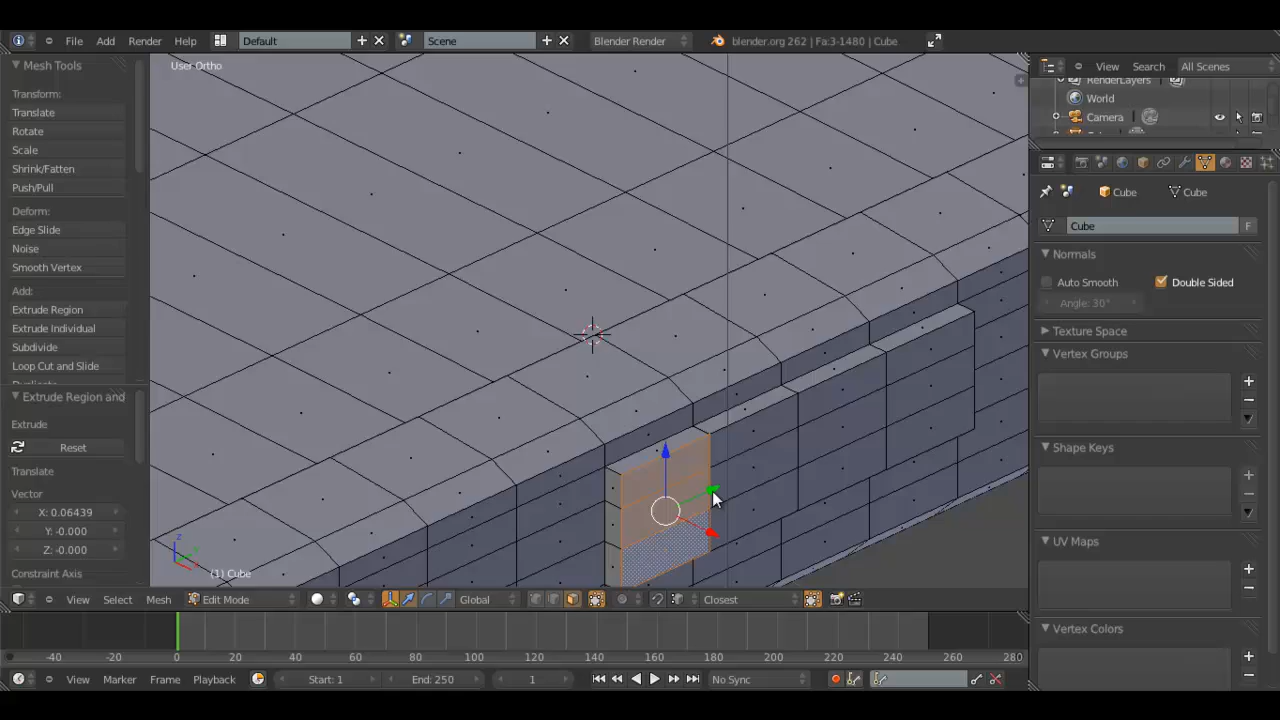 File Add Render Help Default Scene Blender Render blender.org 262 | Fa:3-1480 | Cube
Mesh Tools
Transform:
Translate
Rotate
Scale
Shrink/Fatten
Push/Pull
Deform:
Edge Slide
Noise
Smooth Vertex
Add:
Extrude Region
Extrude Individual
Subdivide
Loop Cut and Slide
Extrude Region and
Extrude
Reset
Translate
Vector
X: 0.06439
Y: -0.000
Z: -0.000
Constraint Axis
User Ortho
z
(1) Cube
View Select Mesh Edit Mode Global Closest
-40 -20 0 20 40 60 80 100 120 140 160 180 200 220 240 260 280
View Marker Frame Playback Start: 1 End: 250 1 No Sync
View Search All Scenes
RenderLayers
World
Camera
Cube Cube
Cube F
Normals
Auto Smooth Double Sided
Angle: 30°
Texture Space
Vertex Groups
Shape Keys
UV Maps
Vertex Colors